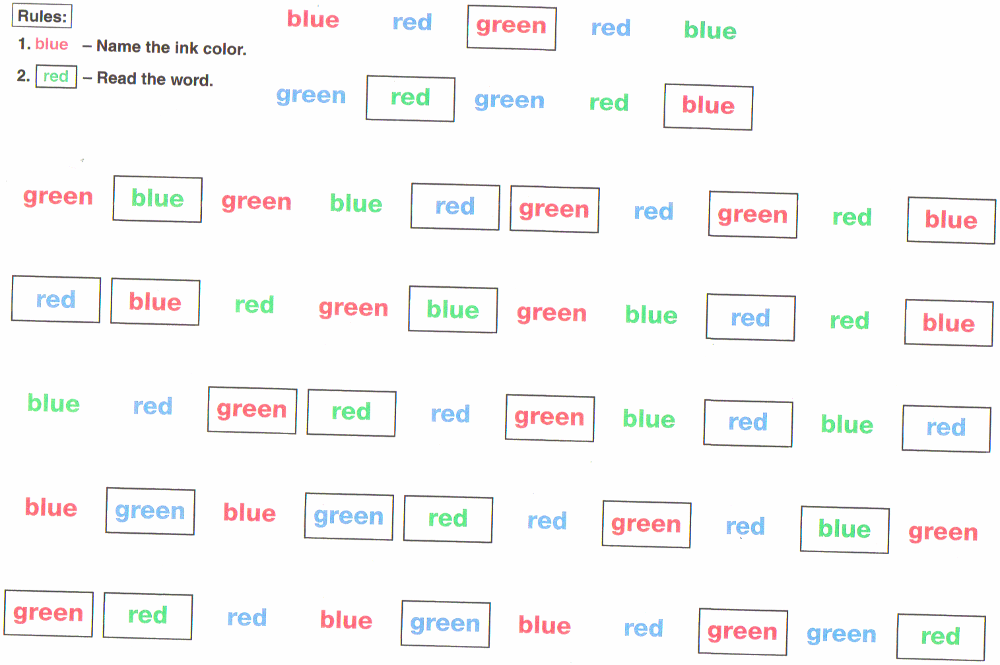 Rules:
1. blue – Name the ink color.
2. red – Read the word.
blue red green red blue
green red green red blue
green blue green blue red green red green red blue
red blue red green blue green blue red red blue
blue red green red red green blue red blue red
blue green blue green red red green red blue green
green red red blue green blue red green green red